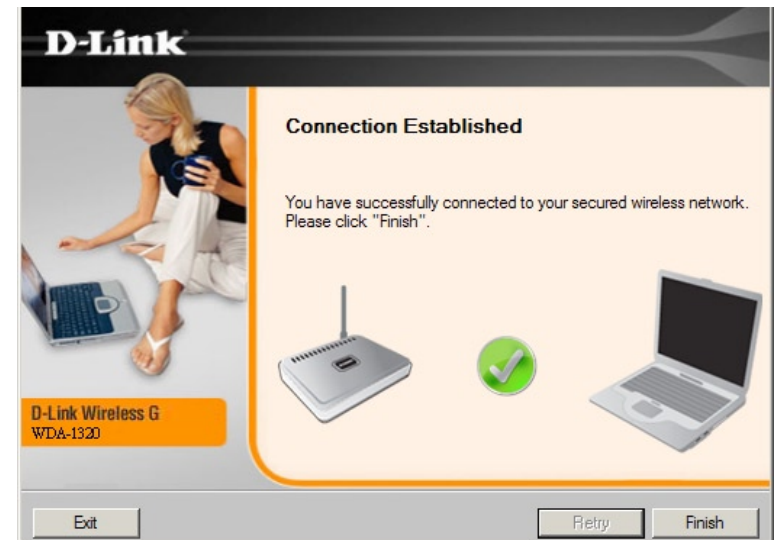 D-Link
Connection Established
You have successfully connected to your secured wireless network.
Please click "Finish".
D-Link Wireless G
WDA-1320
Exit
Retry
Finish